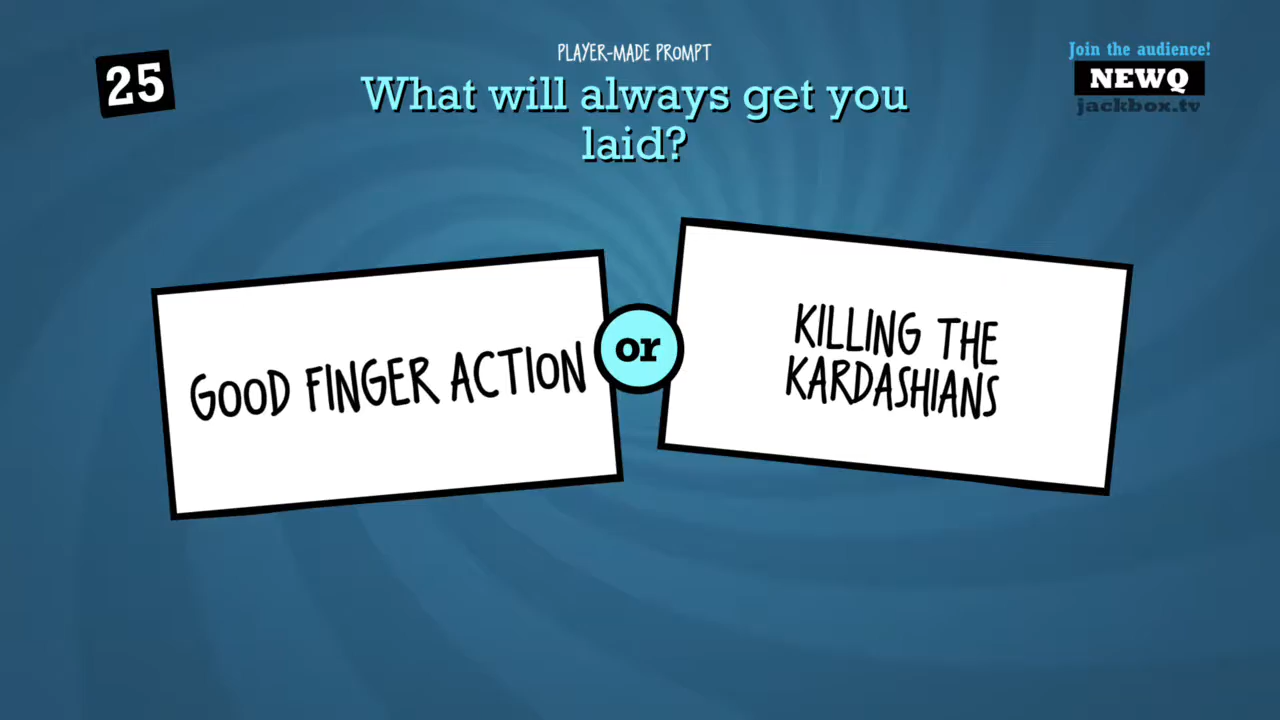 25
PLAYER-MADE PROMPT
What will always get you
laid?
Join the audience!
NEWQ
jackbox.tv
GOOD FINGER ACTION
or
KILLING THE
KARDASHIANS